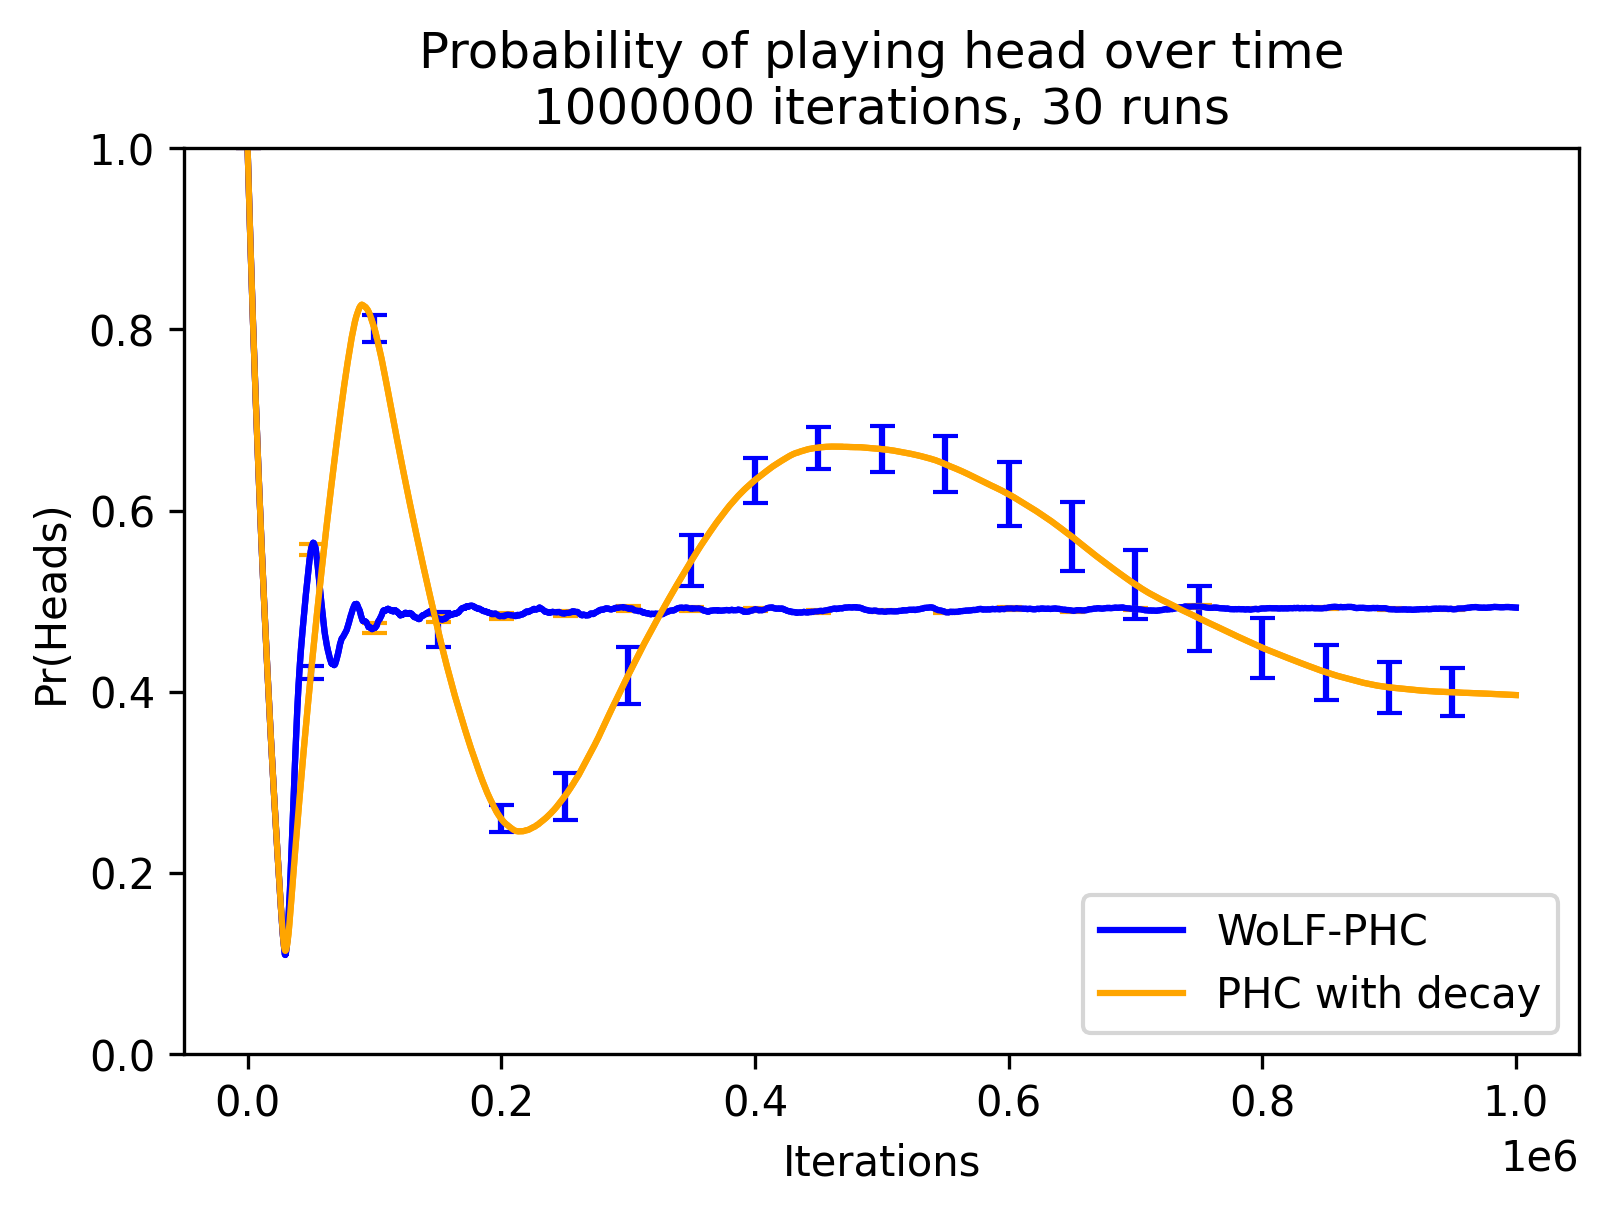 Probability of playing head over time
1000000 iterations, 30 runs
1.0
0.8
0.6
0.4
0.2
0.0
Pr(Heads)
WoLF-PHC
PHC with decay
0.0 0.2 0.4 0.6 0.8 1.0
1e6
Iterations